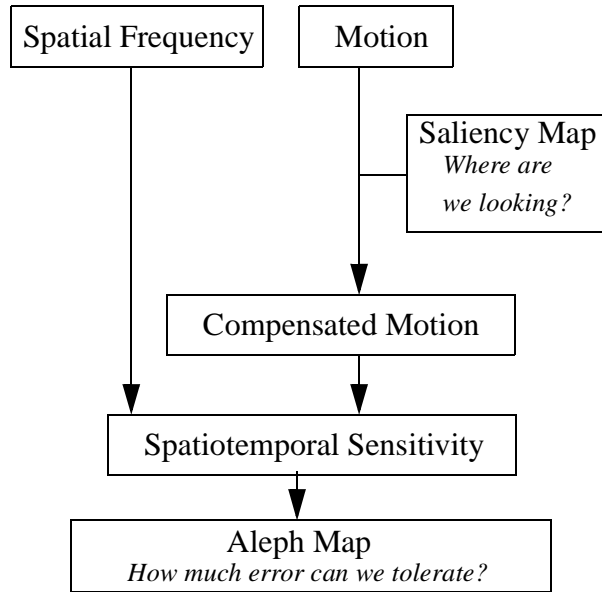 Spatial Frequency
Motion
Saliency Map
Where are
we looking?
Compensated Motion
Spatiotemporal Sensitivity
Aleph Map
How much error can we tolerate?